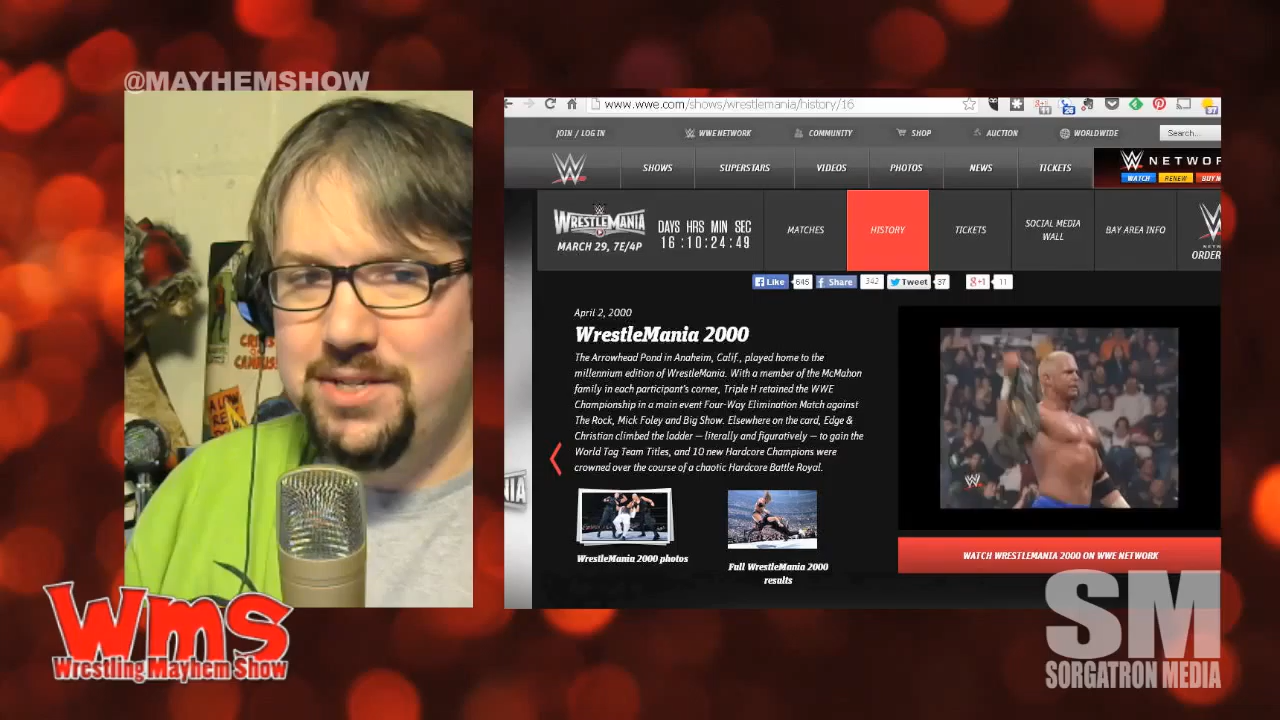 @MAYHEMSHOW
www.wwe.com/shows/wrestlemania/history/16
JOIN / LOG IN
WWE NETWORK
COMMUNITY
SHOP
AUCTION
WORLDWIDE
Search...
SHOWS
SUPERSTARS
VIDEOS
PHOTOS
NEWS
TICKETS
NETWOR
WATCH
RENEW
WRESTLEMANIA
MARCH 29, 7E/4P
DAYS HRS MIN SEC
16:10:24:49
MATCHES
HISTORY
TICKETS
SOCIAL MEDIA
WALL
BAY AREA INFO
ORDER
Like
645
Share
342
Tweet
37
+1
11
April 2, 2000
WrestleMania 2000
The Arrowhead Pond in Anaheim, Calif., played home to the
millennium edition of WrestleMania. With a member of the McMahon
family in each participant's corner, Triple H retained the WWE
Championship in a main event Four-Way Elimination Match against
The Rock, Mick Foley and Big Show. Elsewhere on the card, Edge &
Christian climbed the ladder — literally and figuratively — to gain the
World Tag Team Titles, and 10 new Hardcore Champions were
crowned over the course of a chaotic Hardcore Battle Royal.
WrestleMania 2000 photos
Full WrestleMania 2000
results
WATCH WRESTLEMANIA 2000 ON WWE NETWORK
WMS
Wrestling Mayhem Show
SM
SORGATRON MEDIA